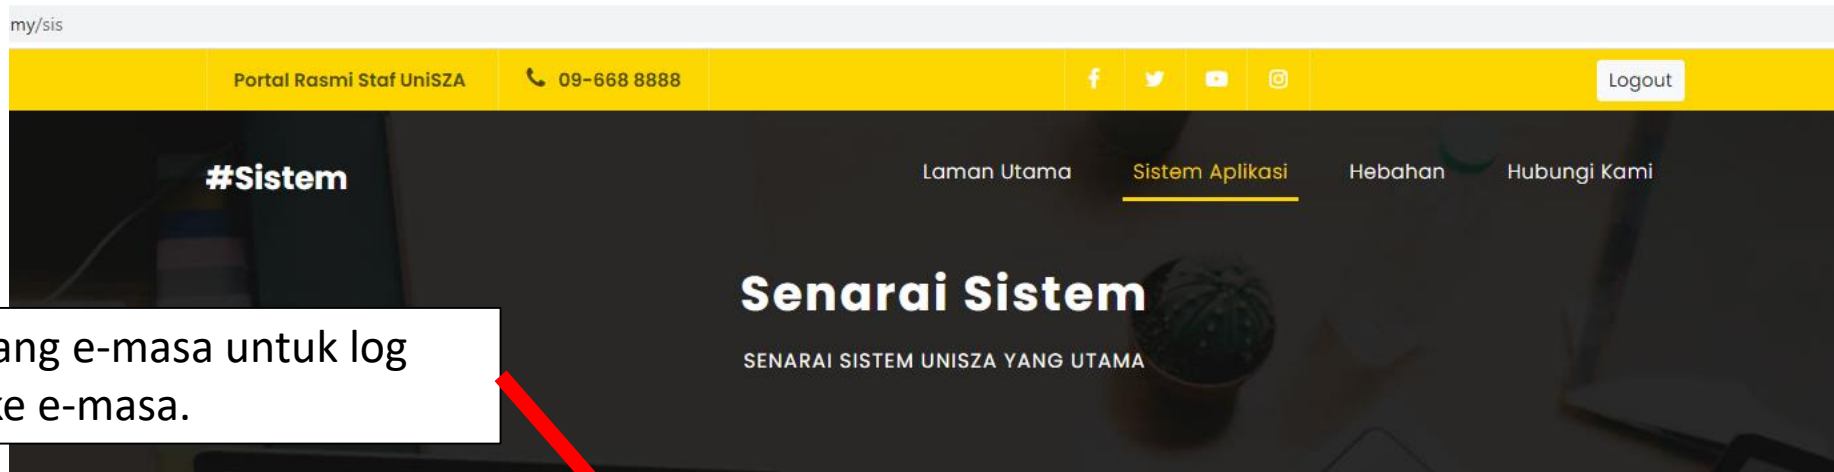 my/sis
Portal Rasmi Staf UniSZA 09-668 8888 Logout
#Sistem Laman Utama Sistem Aplikasi Hebahan Hubungi Kami
Senarai Sistem
SENARAI SISTEM UNISZA YANG UTAMA
e-masa untuk log
e-masa.